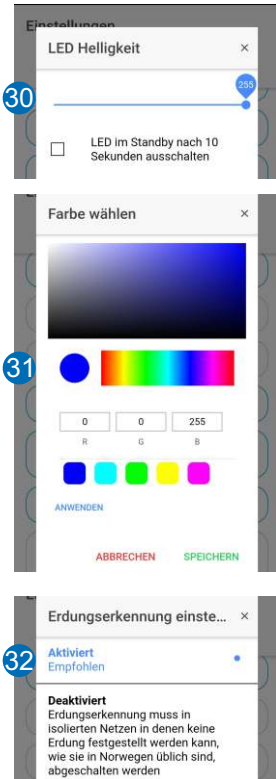 Einstellungen
LED Helligkeit ×
255
30
LED im Standby nach 10
Sekunden ausschalten
Farbe wählen ×
31
0 0 255
R G B
ANWENDEN
ABBRECHEN SPEICHERN
Erdungserkennung einste... ×
32
Aktiviert
Empfohlen
Deaktiviert
Erdungserkennung muss in
isolierten Netzen in denen keine
Erdung festgestellt werden kann,
wie sie in Norwegen üblich sind,
abgeschalten werden